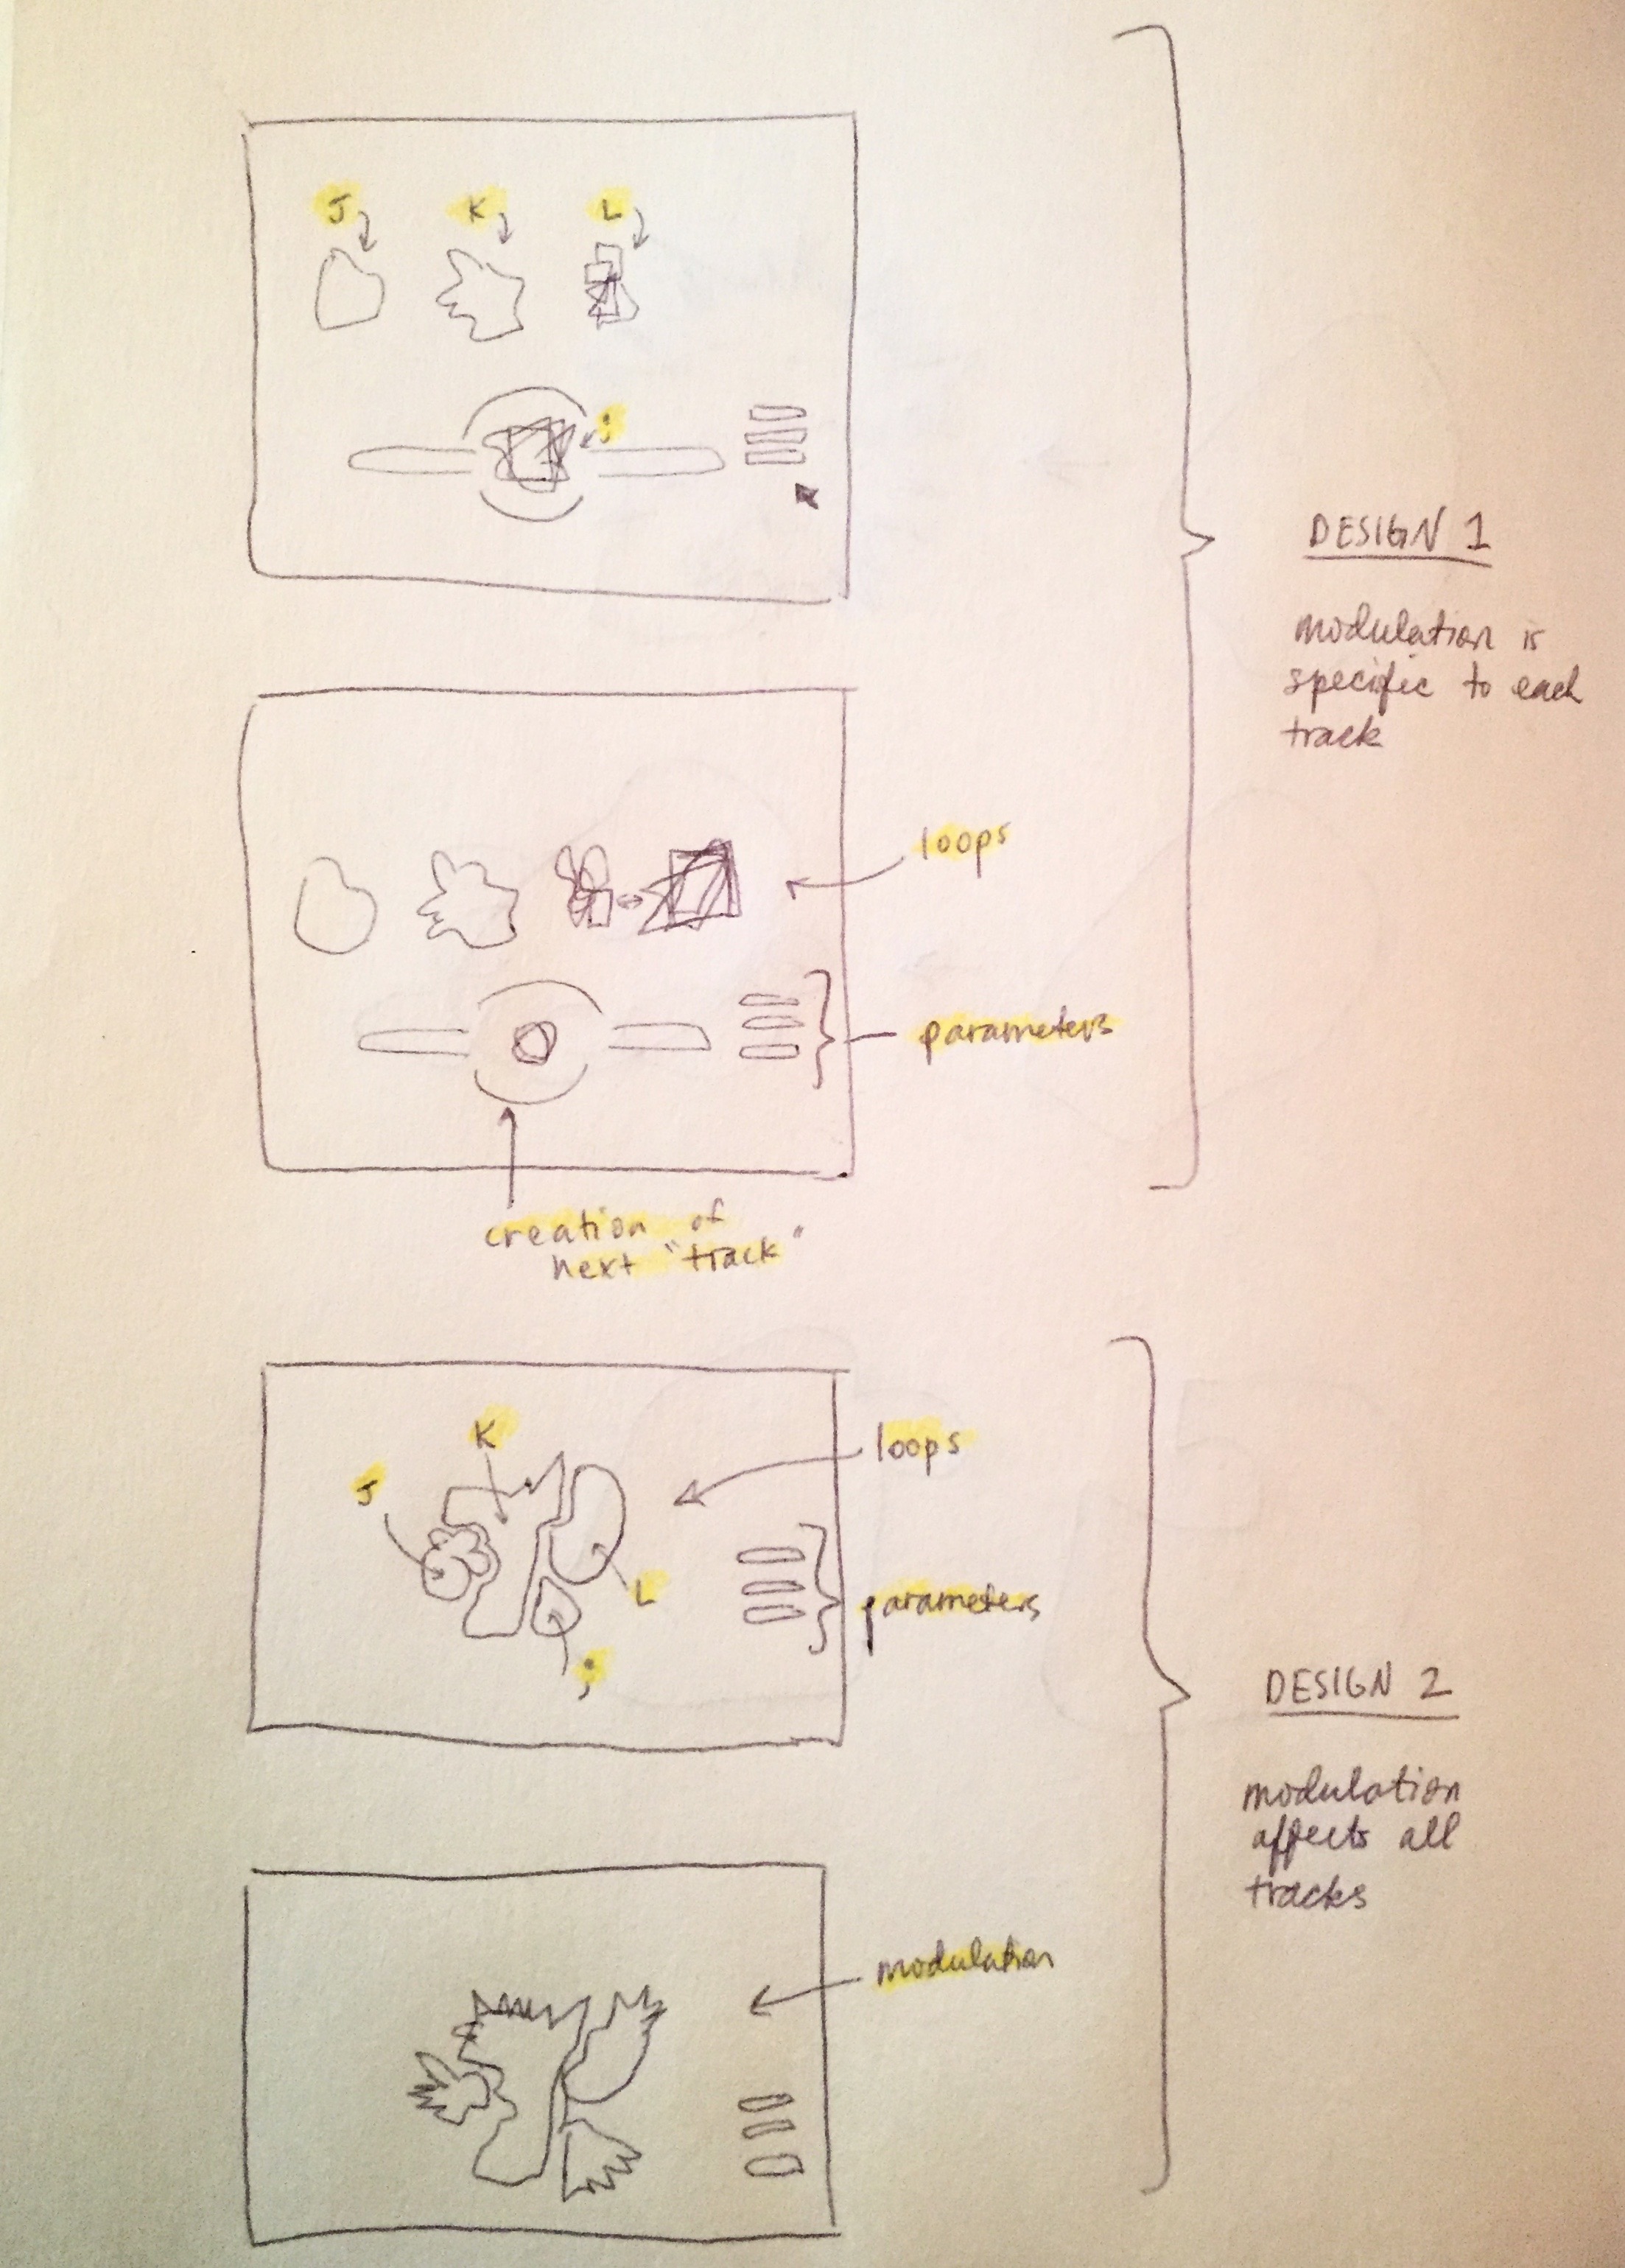 J K L
;
DESIGN 1
modulation is
specific to each
track
loops
parameters
creation of
next "track"
K
J
loops
L
parameters
;
DESIGN 2
modulation
affects all
tracks
modulation